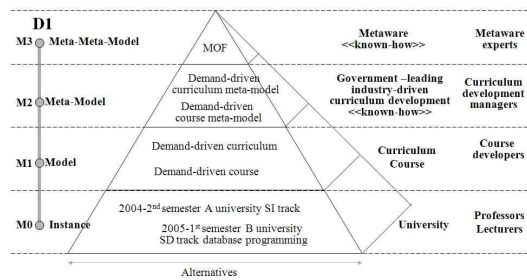 D1
M3 Meta-Meta-Model
MOF
Metaware
<<known-how>>
Metaware
experts
M2 Meta-Model
Demand-driven
curriculum meta-model
Demand-driven
course meta-model
Government –leading
industry-driven
curriculum development
<<known-how>>
Curriculum
development
managers
M1 Model
Demand-driven curriculum
Demand-driven course
Curriculum
Course
Course
developers
M0 Instance
2004-2nd semester A university SI track
2005-1st semester B university
SD track database programming
University
Professors
Lecturers
Alternatives